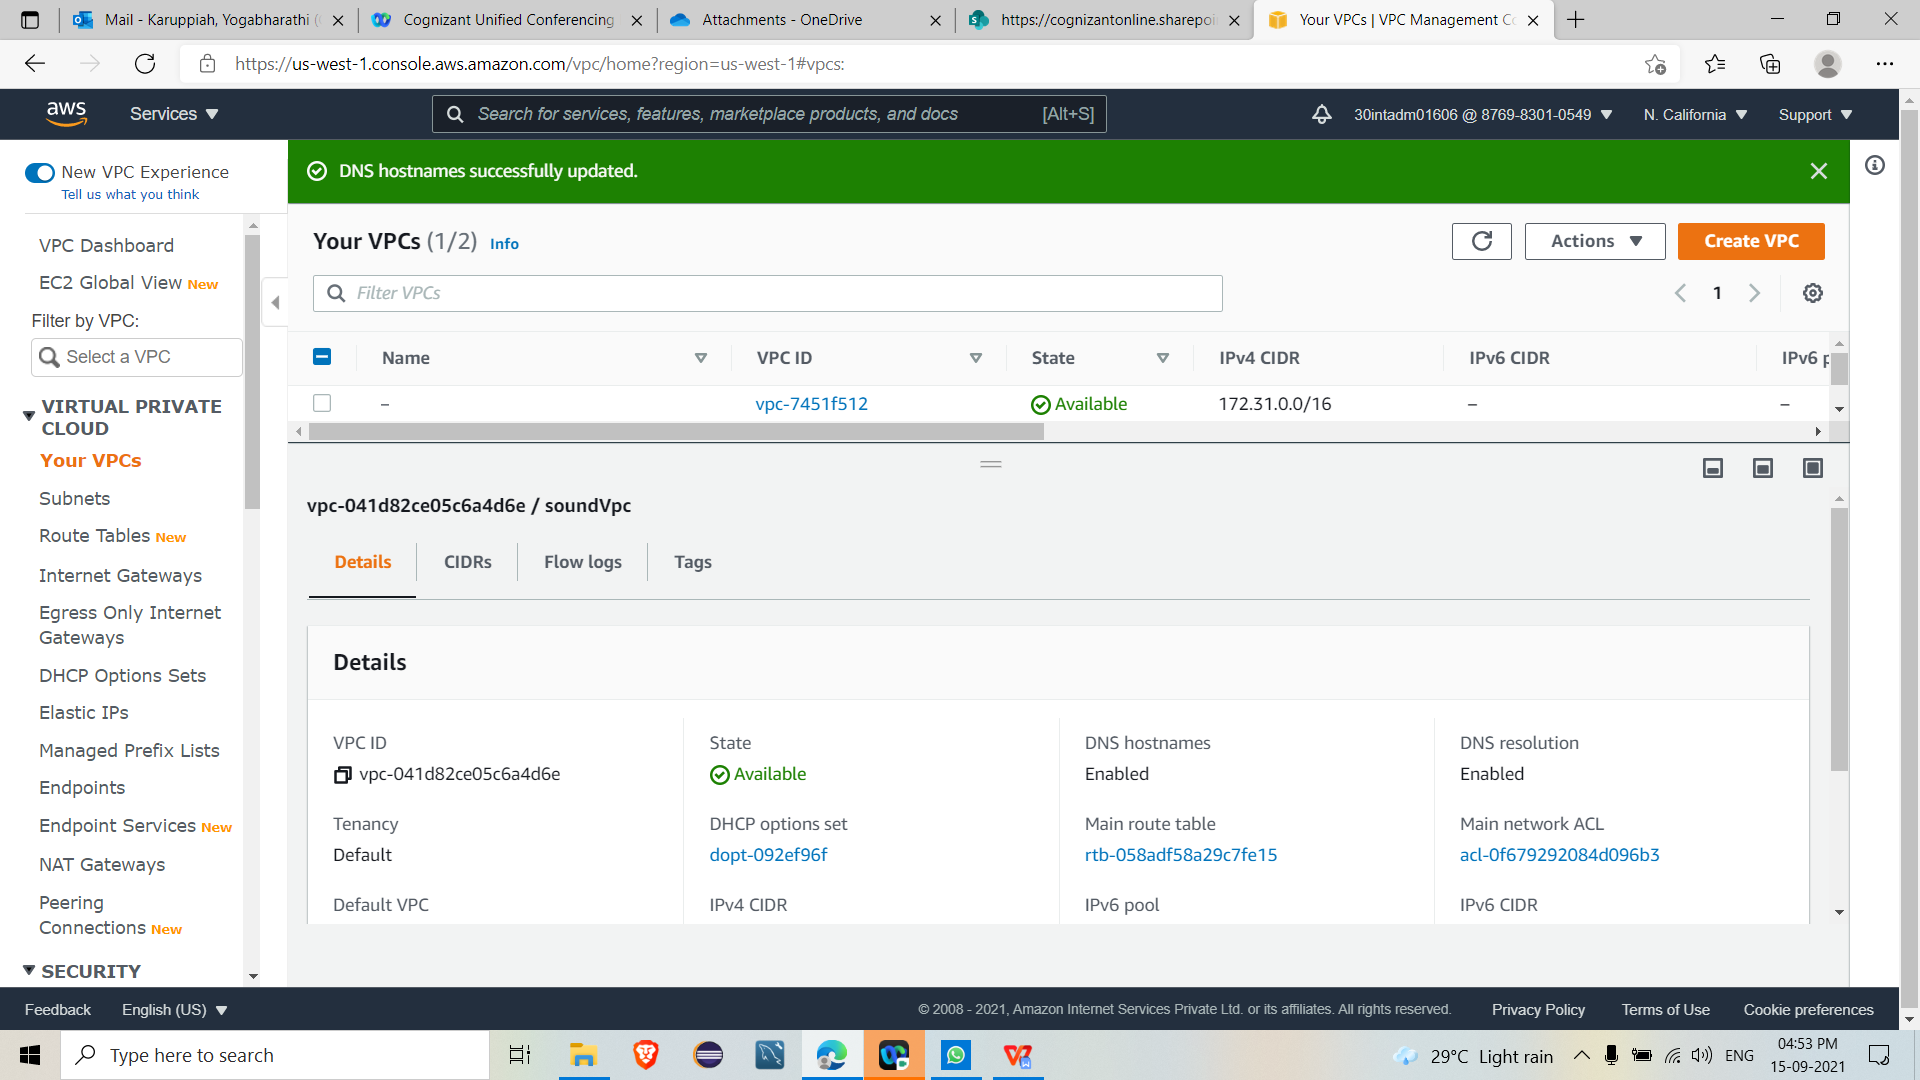 Mail - Karuppiah, Yogabharathi
Cognizant Unified Conferencing
Attachments - OneDrive
https://cognizantonline.sharepoi
Your VPCs | VPC Management Co
https://us-west-1.console.aws.amazon.com/vpc/home?region=us-west-1#vpcs:
aws
Services
Search for services, features, marketplace products, and docs
[Alt+S]
30intadm01606 @ 8769-8301-0549
N. California
Support
New VPC Experience
Tell us what you think
DNS hostnames successfully updated.
VPC Dashboard
EC2 Global View New
Filter by VPC:
Select a VPC
VIRTUAL PRIVATE
CLOUD
Your VPCs
Subnets
Route Tables New
Internet Gateways
Egress Only Internet
Gateways
DHCP Options Sets
Elastic IPs
Managed Prefix Lists
Endpoints
Endpoint Services New
NAT Gateways
Peering
Connections New
SECURITY
Your VPCs (1/2) Info
Actions
Create VPC
Filter VPCs
1
Name
VPC ID
State
IPv4 CIDR
IPv6 CIDR
IPv6 p
–
vpc-7451f512
Available
172.31.0.0/16
–
–
vpc-041d82ce05c6a4d6e / soundVpc
Details
CIDRs
Flow logs
Tags
Details
VPC ID
vpc-041d82ce05c6a4d6e
State
Available
DNS hostnames
Enabled
DNS resolution
Enabled
Tenancy
Default
DHCP options set
dopt-092ef96f
Main route table
rtb-058adf58a29c7fe15
Main network ACL
acl-0f679292084d096b3
Default VPC
IPv4 CIDR
IPv6 pool
IPv6 CIDR
Feedback
English (US)
© 2008 - 2021, Amazon Internet Services Private Ltd. or its affiliates. All rights reserved.
Privacy Policy
Terms of Use
Cookie preferences
Type here to search
29°C Light rain
ENG
04:53 PM
15-09-2021